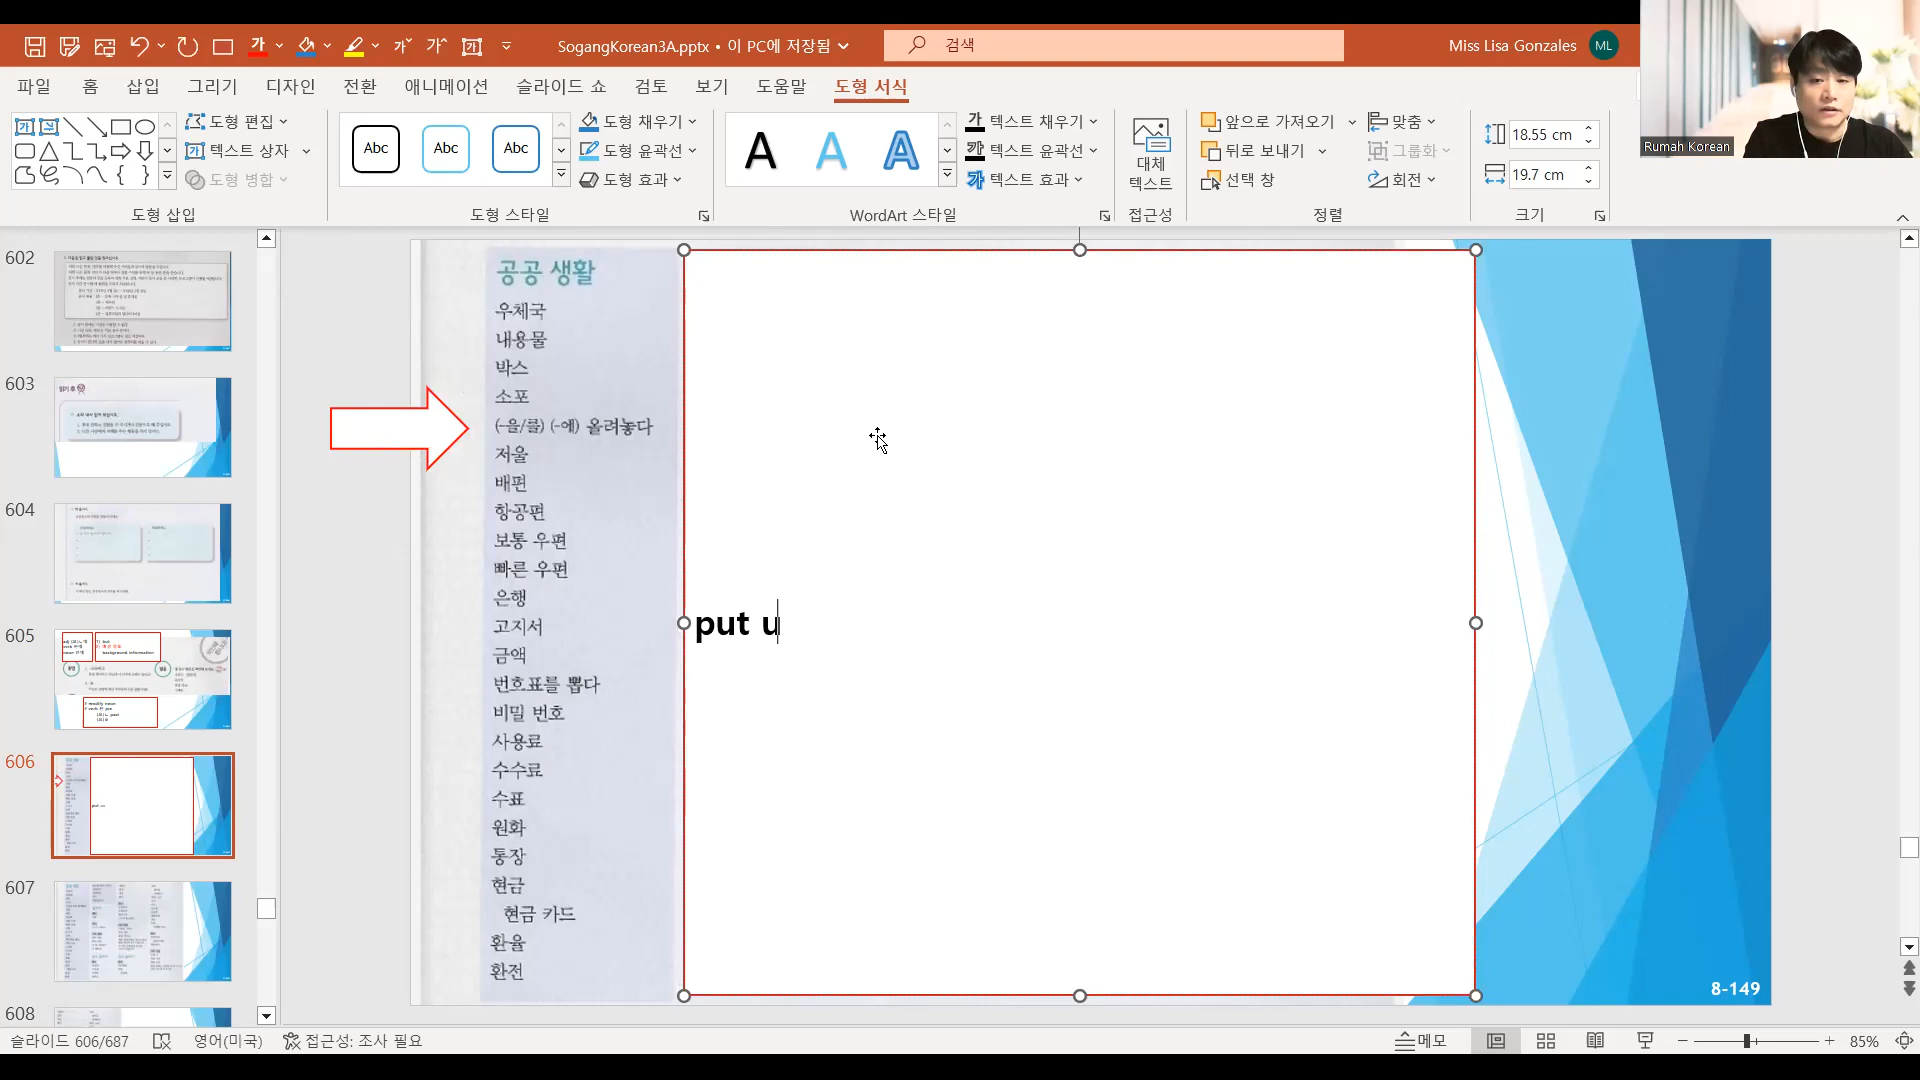 SogangKorean3A.pptx • 이 PC에 저장됨
검색
Miss Lisa Gonzales
ML
Rumah Korean
파일 홈 삽입 그리기 디자인 전환 애니메이션 슬라이드 쇼 검토 보기 도움말 도형 서식
도형 편집
텍스트 상자
도형 병합
도형 삽입
Abc Abc Abc
도형 채우기
도형 윤곽선
도형 효과
도형 스타일
A A A
텍스트 채우기
텍스트 윤곽선
텍스트 효과
WordArt 스타일
대체
텍스트
접근성
앞으로 가져오기
뒤로 보내기
선택 창
맞춤
그룹화
회전
정렬
18.55 cm
19.7 cm
크기
602
603
604
605
606
607
608
공공 생활
우체국
내용물
박스
소포
(-을/를) (-에) 올려놓다
저울
배편
항공편
보통 우편
빠른 우편
은행
고지서
금액
번호표를 뽑다
비밀 번호
사용료
수수료
수표
원화
통장
현금
현금 카드
환율
환전
put u
8-149
슬라이드 606/687
영어(미국)
접근성: 조사 필요
메모
85%